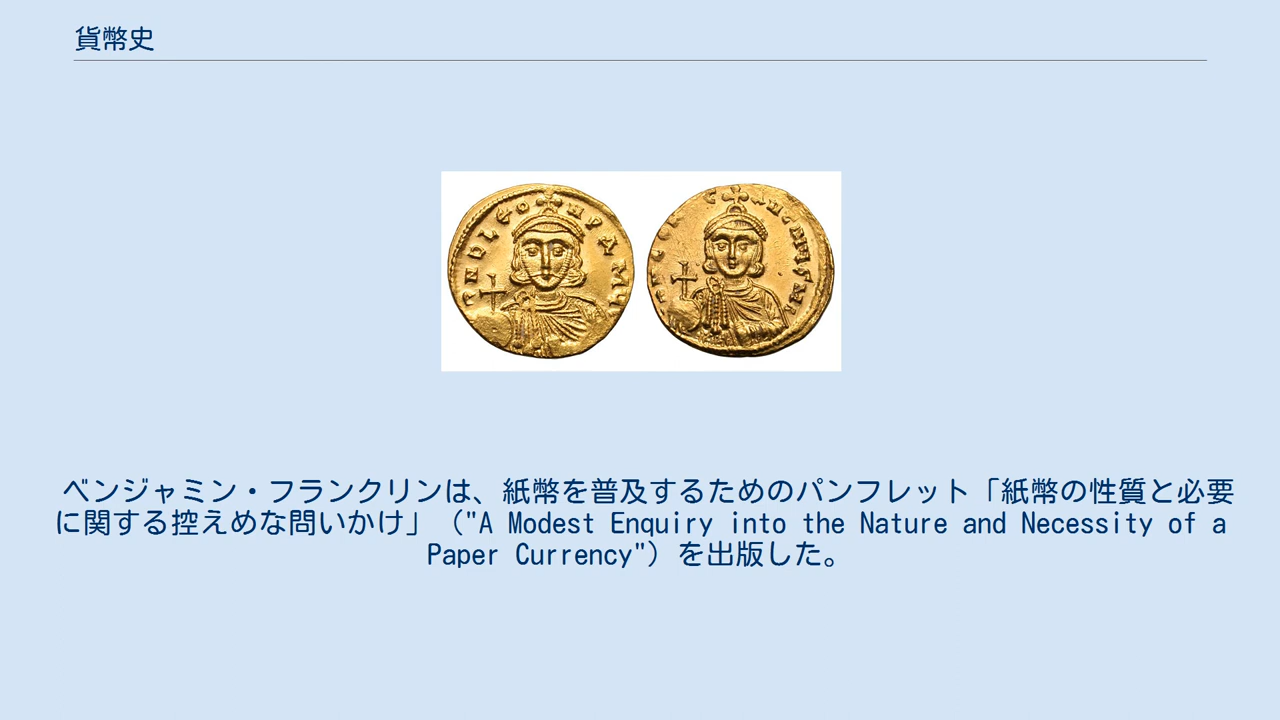 貨幣史
ベンジャミン・フランクリンは、紙幣を普及するためのパンフレット「紙幣の性質と必要
に関する控えめな問いかけ」（"A Modest Enquiry into the Nature and Necessity of a
Paper Currency"）を出版した。